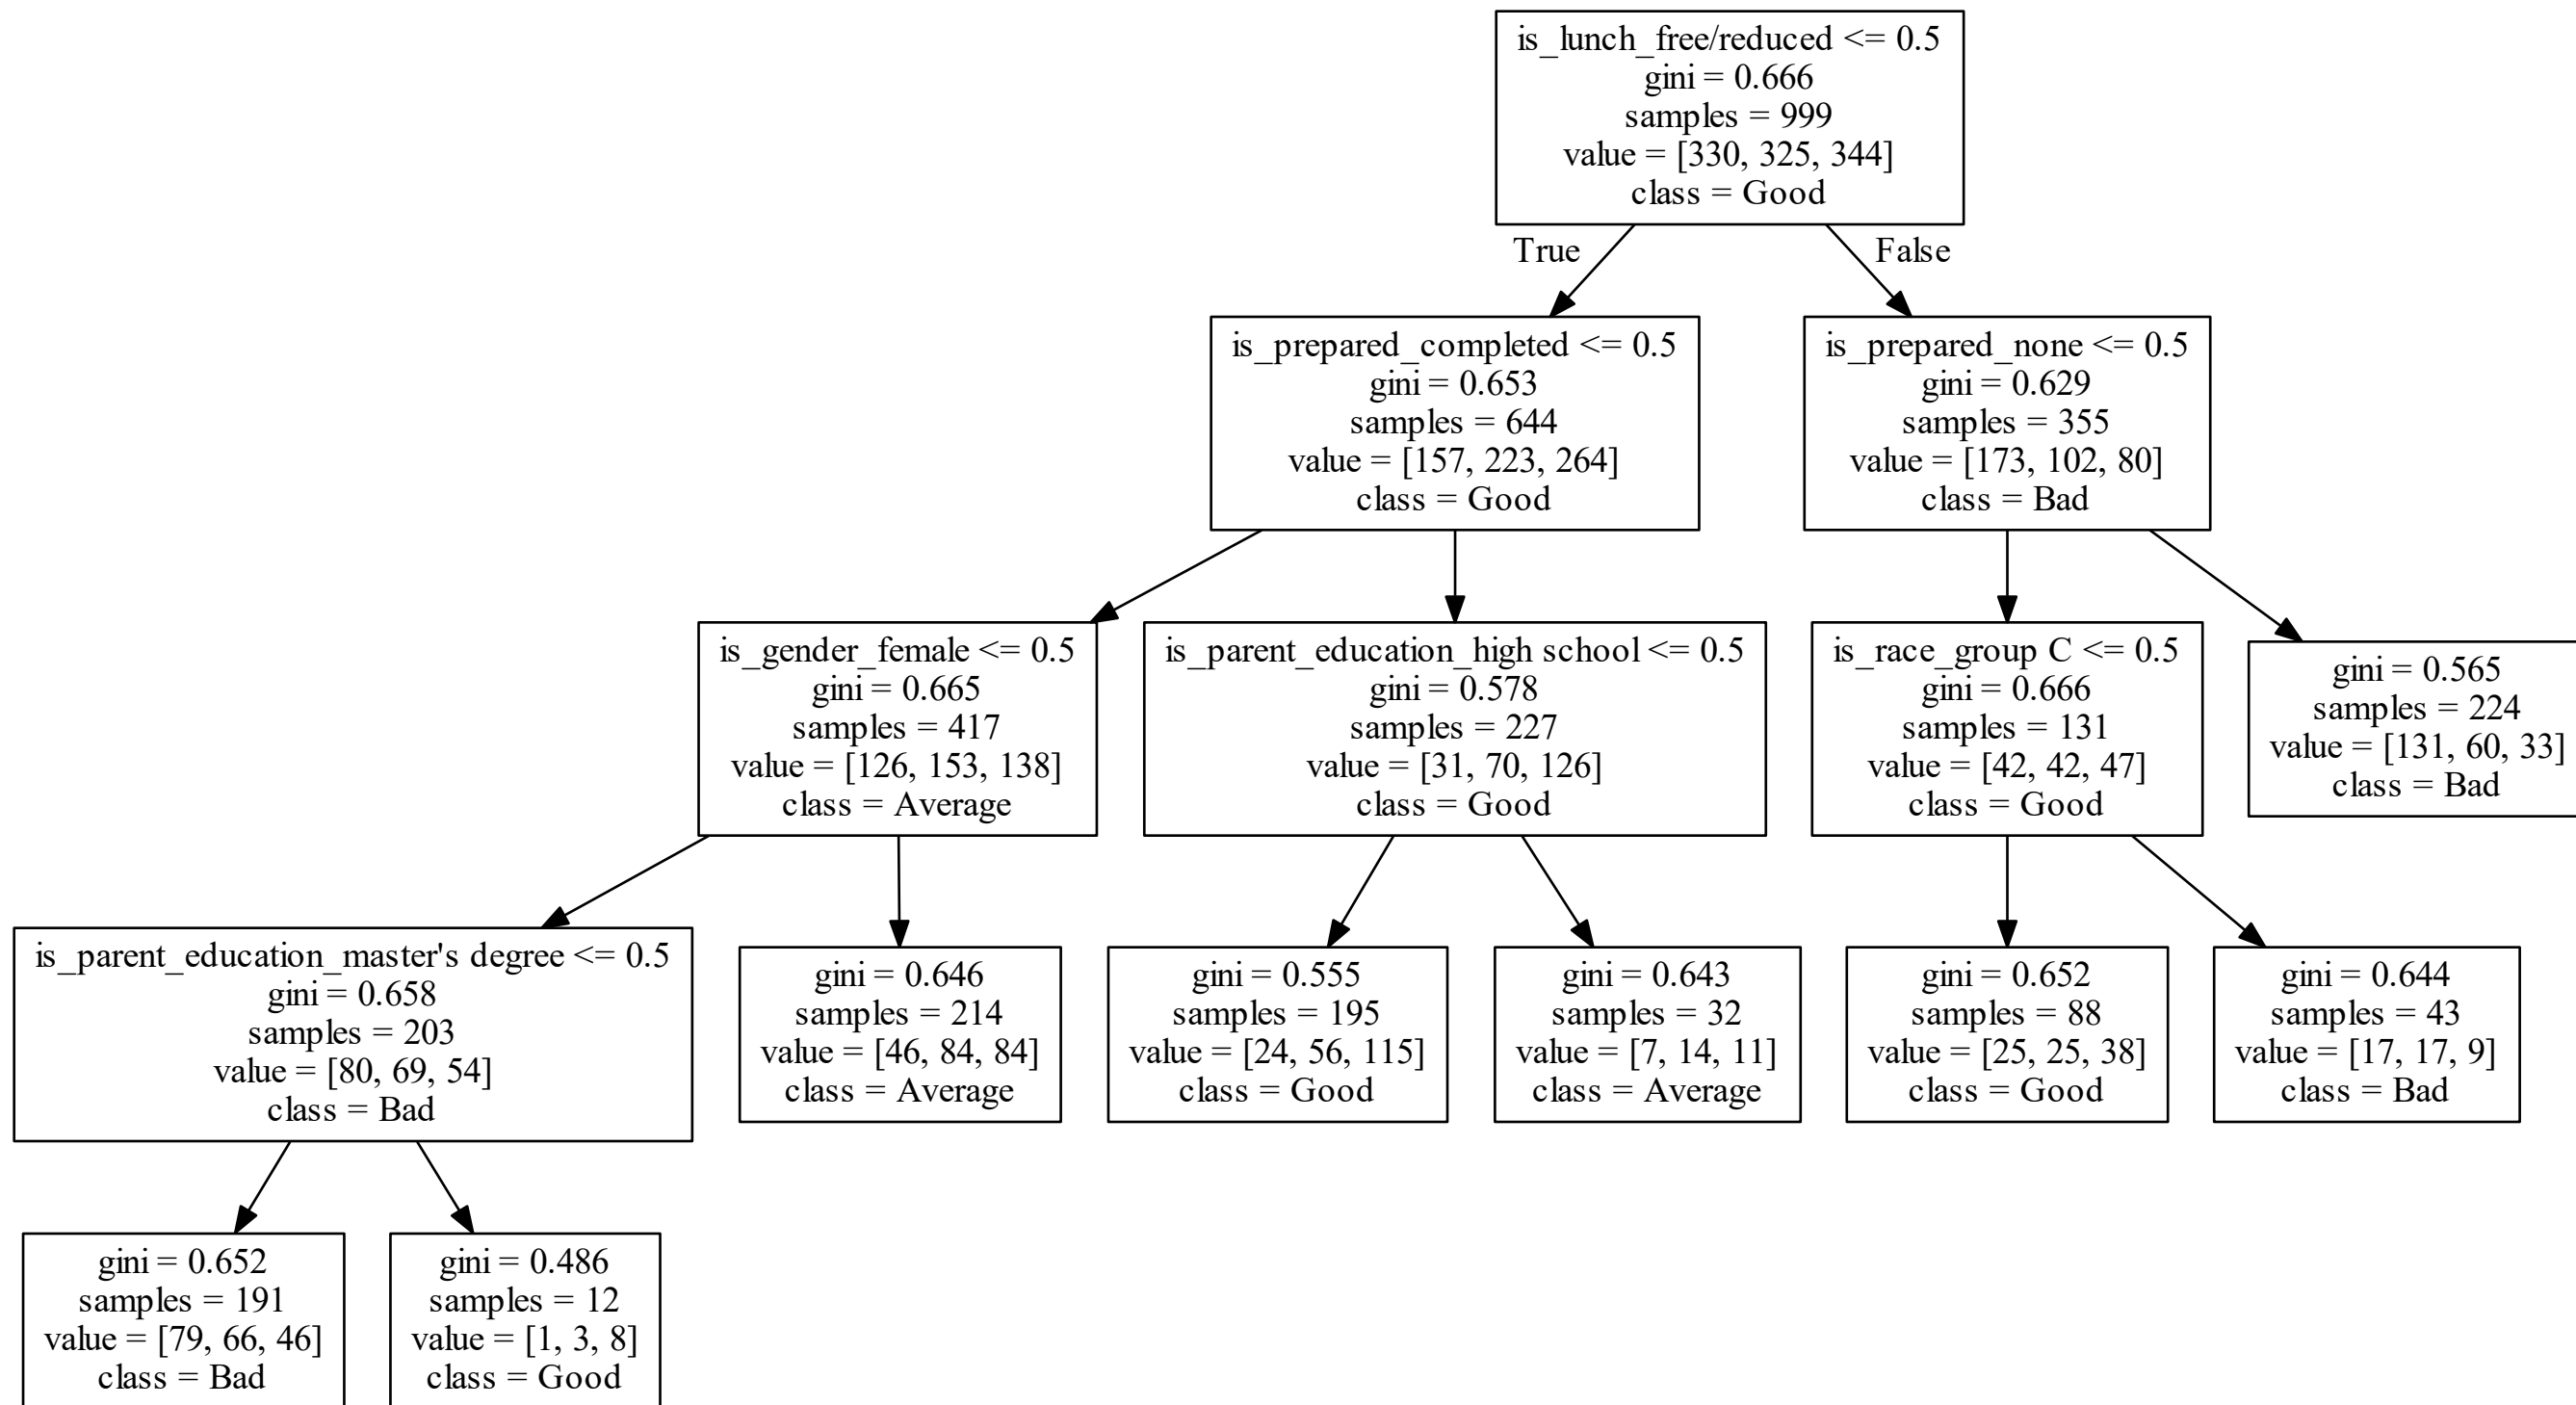 is_lunch_free/reduced <= 0.5
gini = 0.666
samples = 999
value = [330, 325, 344]
class = Good
True
False
is_prepared_completed <= 0.5
gini = 0.653
samples = 644
value = [157, 223, 264]
class = Good
is_prepared_none <= 0.5
gini = 0.629
samples = 355
value = [173, 102, 80]
class = Bad
is_gender_female <= 0.5
gini = 0.665
samples = 417
value = [126, 153, 138]
class = Average
is_parent_education_high school <= 0.5
gini = 0.578
samples = 227
value = [31, 70, 126]
class = Good
is_race_group C <= 0.5
gini = 0.666
samples = 131
value = [42, 42, 47]
class = Good
gini = 0.565
samples = 224
value = [131, 60, 33]
class = Bad
is_parent_education_master's degree <= 0.5
gini = 0.658
samples = 203
value = [80, 69, 54]
class = Bad
gini = 0.646
samples = 214
value = [46, 84, 84]
class = Average
gini = 0.555
samples = 195
value = [24, 56, 115]
class = Good
gini = 0.643
samples = 32
value = [7, 14, 11]
class = Average
gini = 0.652
samples = 88
value = [25, 25, 38]
class = Good
gini = 0.644
samples = 43
value = [17, 17, 9]
class = Bad
gini = 0.652
samples = 191
value = [79, 66, 46]
class = Bad
gini = 0.486
samples = 12
value = [1, 3, 8]
class = Good